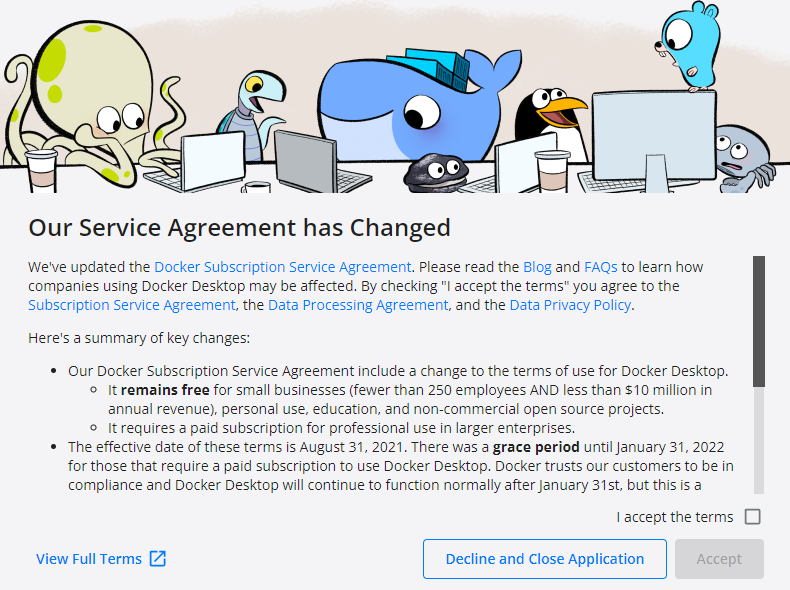 Our Service Agreement has Changed
We've updated the Docker Subscription Service Agreement. Please read the Blog and FAQs to learn how
companies using Docker Desktop may be affected. By checking "I accept the terms" you agree to the
Subscription Service Agreement, the Data Processing Agreement, and the Data Privacy Policy.
Here's a summary of key changes:
• Our Docker Subscription Service Agreement include a change to the terms of use for Docker Desktop.
◦ It remains free for small businesses (fewer than 250 employees AND less than $10 million in
annual revenue), personal use, education, and non-commercial open source projects.
◦ It requires a paid subscription for professional use in larger enterprises.
• The effective date of these terms is August 31, 2021. There was a grace period until January 31, 2022
for those that require a paid subscription to use Docker Desktop. Docker trusts our customers to be in
compliance and Docker Desktop will continue to function normally after January 31st, but this is a
I accept the terms
View Full Terms
Decline and Close Application
Accept